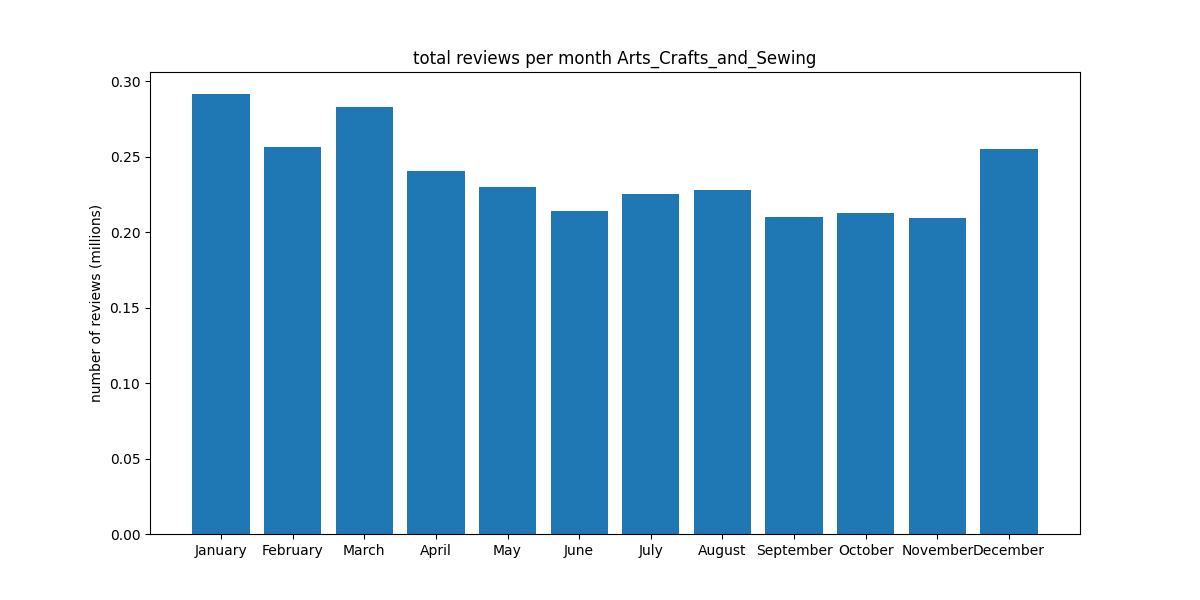 total reviews per month Arts_Crafts_and_Sewing
number of reviews (millions)
0.30
0.25
0.20
0.15
0.10
0.05
0.00
January February March April May June July August September October November December